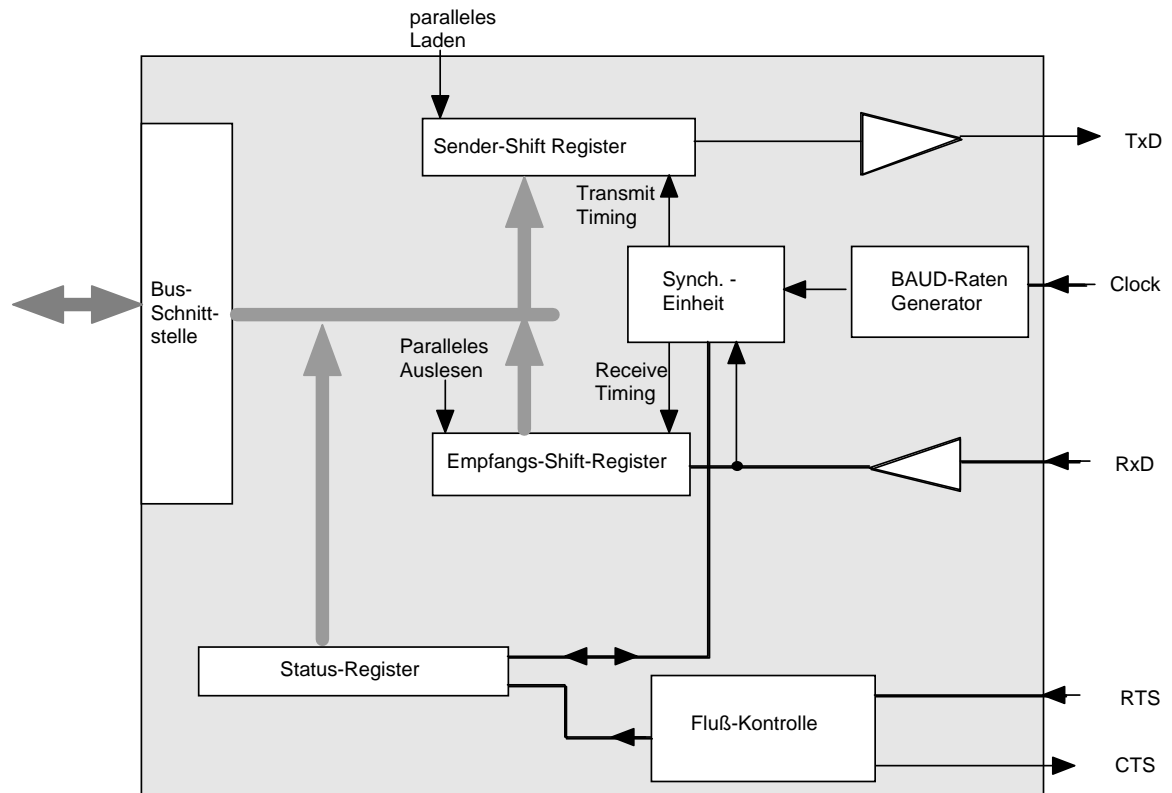 paralleles
Laden
Sender-Shift Register
TxD
Transmit
Timing
Bus-
Schnitt-
stelle
Synch. -
Einheit
BAUD-Raten
Generator
Clock
Paralleles
Auslesen
Receive
Timing
Empfangs-Shift-Register
RxD
Status-Register
Fluß-Kontrolle
RTS
CTS